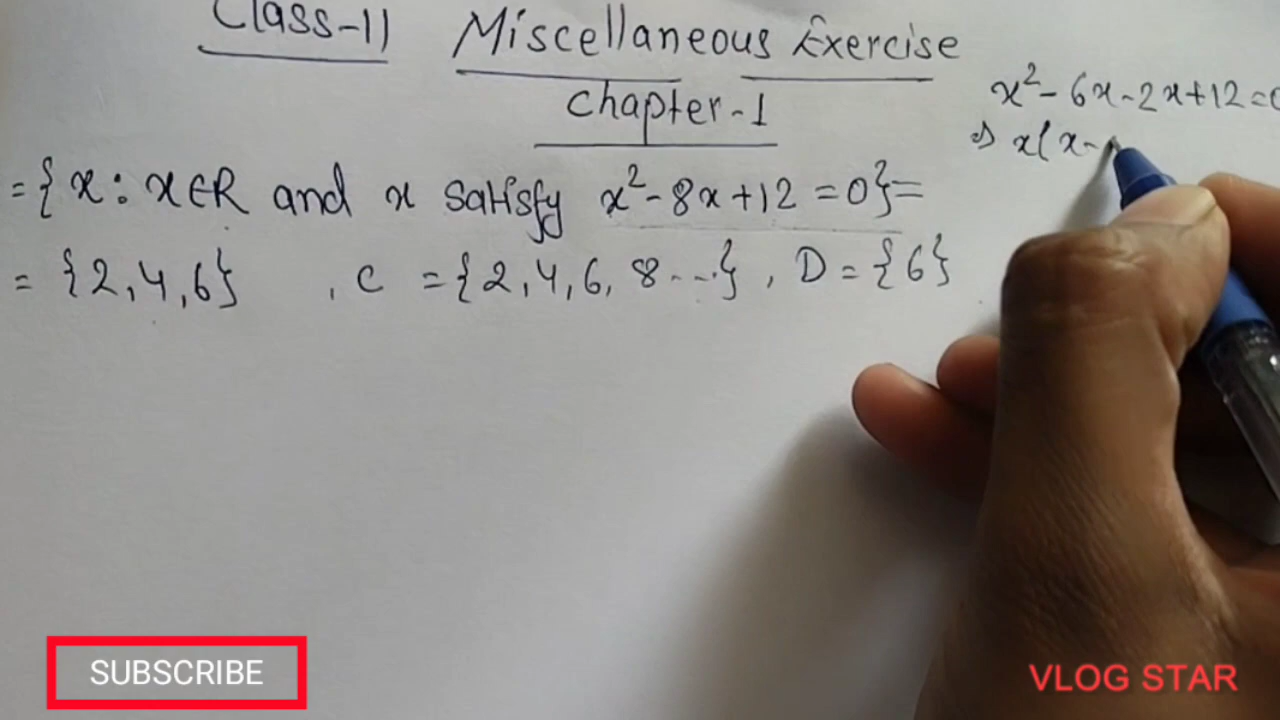 Class-11 Miscellaneous Exercise
Chapter-1
x² - 6x - 2x + 12 = 0
⇒ x(x-
= { x : x ∈ R and x satisfy x² - 8x + 12 = 0} =
= {2, 4, 6} , C = {2, 4, 6, 8 ...} , D = {6}
SUBSCRIBE
VLOG STAR